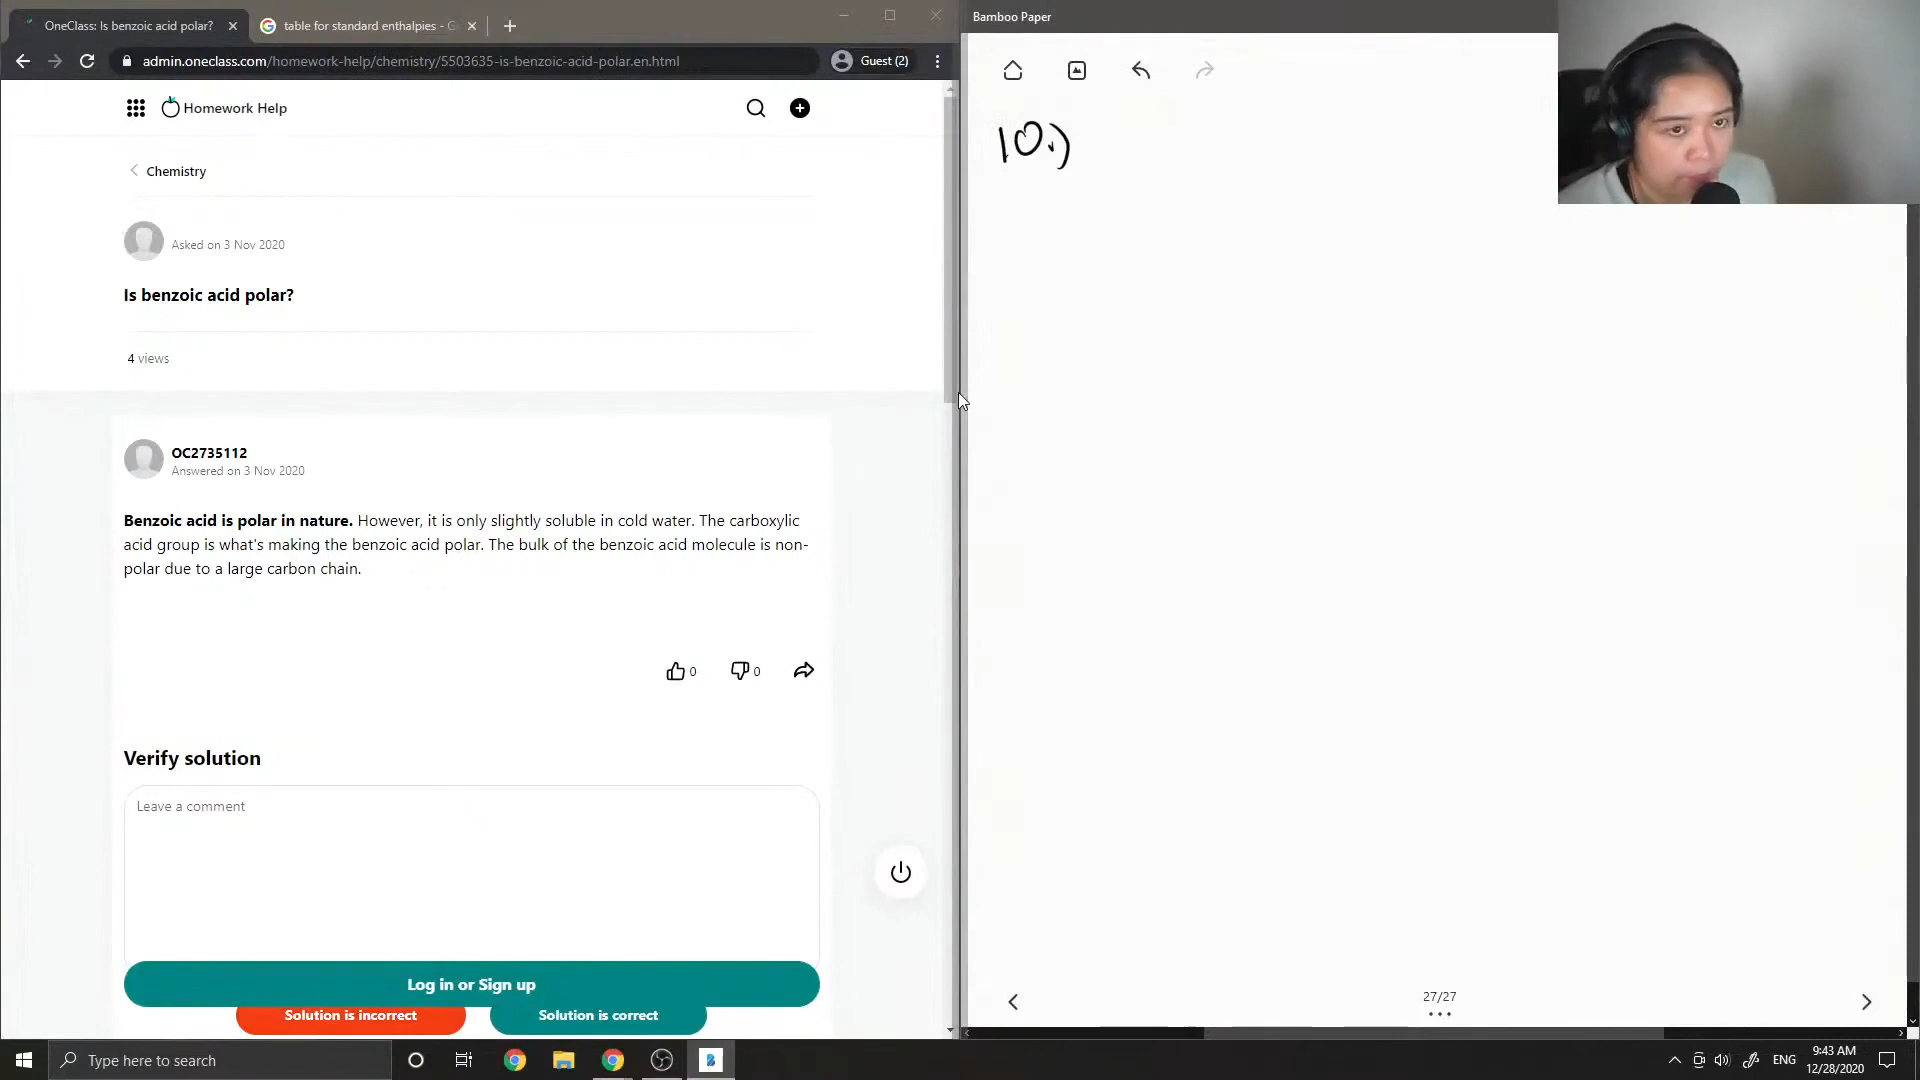 OneClass: Is benzoic acid polar?
table for standard enthalpies - G
Bamboo Paper
admin.oneclass.com/homework-help/chemistry/5503635-is-benzoic-acid-polar.en.html
Guest (2)
Homework Help
10.)
Chemistry
Asked on 3 Nov 2020
Is benzoic acid polar?
4 views
OC2735112
Answered on 3 Nov 2020
Benzoic acid is polar in nature. However, it is only slightly soluble in cold water. The carboxylic
acid group is what's making the benzoic acid polar. The bulk of the benzoic acid molecule is non-
polar due to a large carbon chain.
0
0
Verify solution
Leave a comment
Log in or Sign up
Solution is incorrect
Solution is correct
27/27
Type here to search
ENG
9:43 AM
12/28/2020